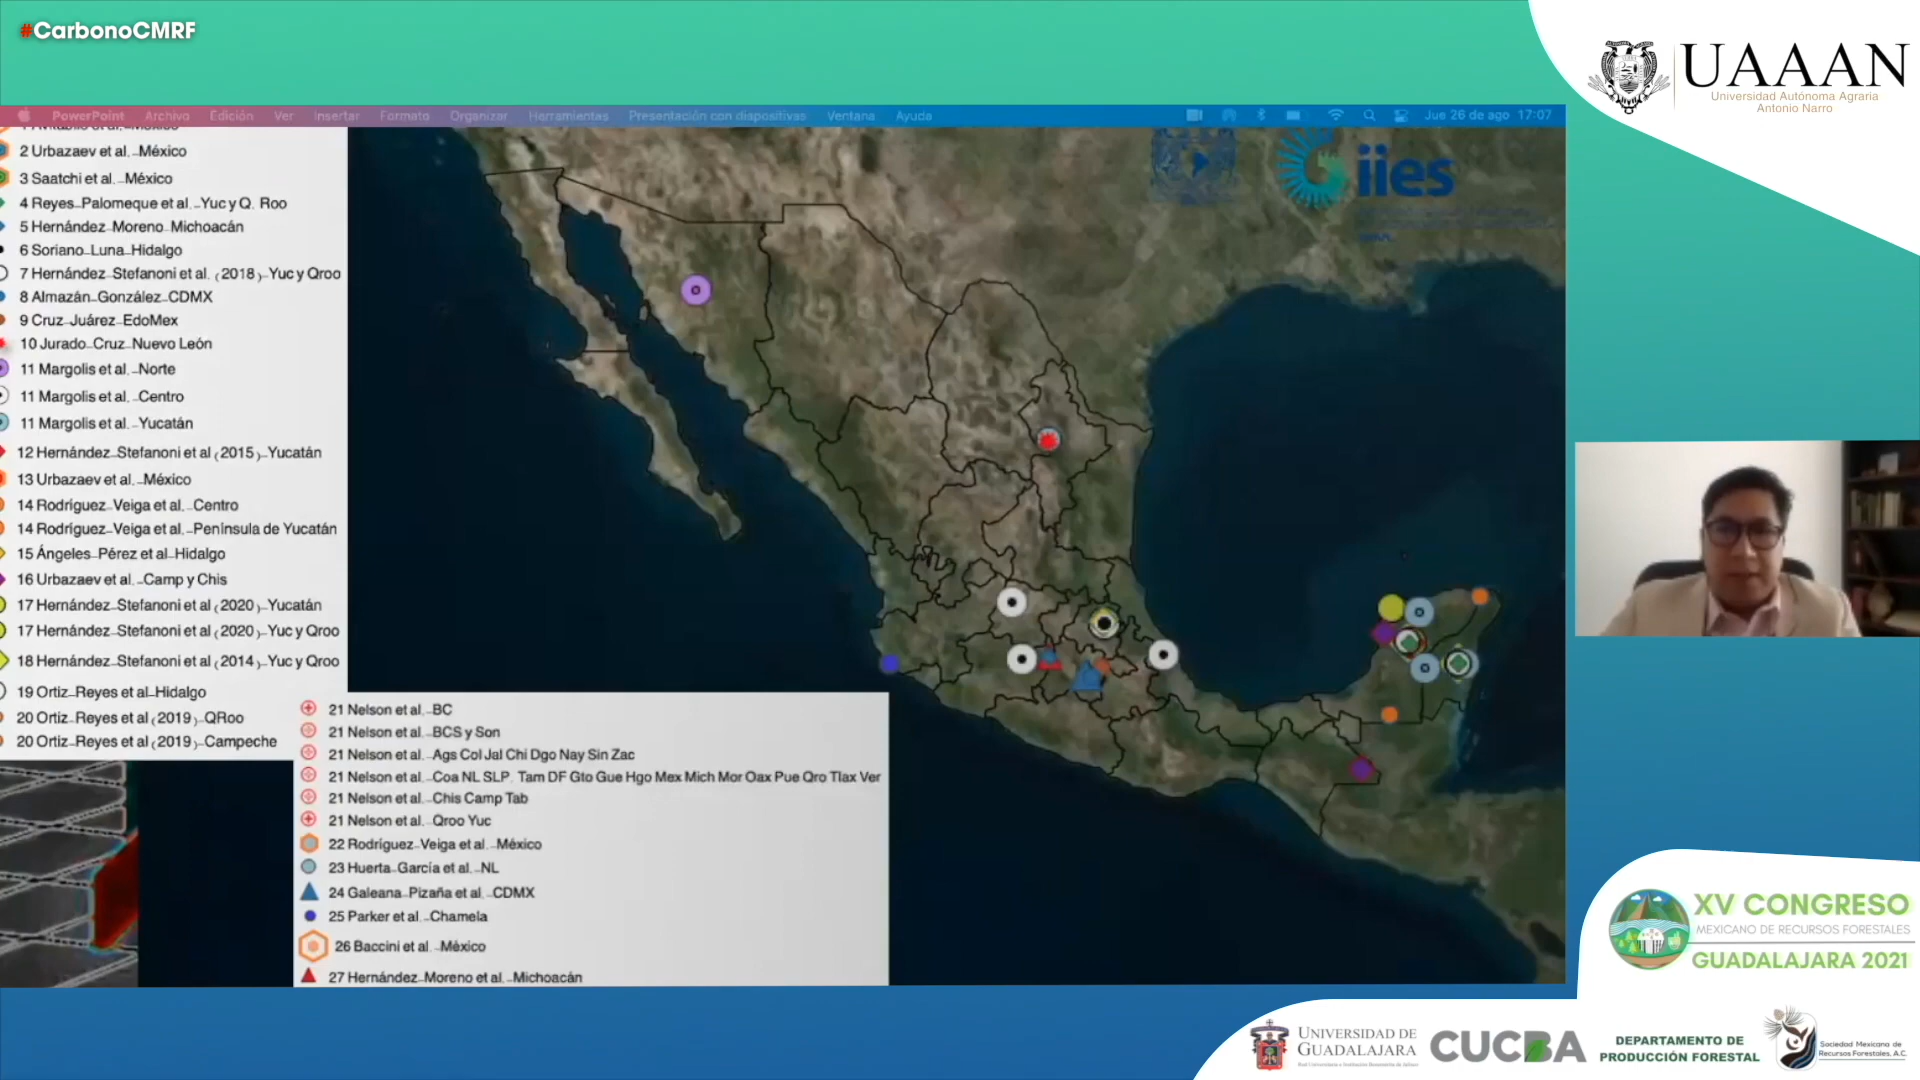 #CarbonoCMRF
UAAAN
Universidad Autónoma Agraria
Antonio Narro
PowerPoint Archivo Edición Ver Insertar Formato Organizar Herramientas Presentación con diapositivas Ventana Ayuda Jue 26 de ago 17:07
iies
2 Urbazaev et al. - México
3 Saatchi et al. - México
4 Reyes-Palomeque et al. - Yuc y Q. Roo
5 Hernández-Moreno-Michoacán
6 Soriano-Luna-Hidalgo
7 Hernández-Stefanoni et al. (2018) - Yuc y Qroo
8 Almazán-González-CDMX
9 Cruz-Juárez-EdoMex
10 Jurado-Cruz-Nuevo León
11 Margolis et al. - Norte
11 Margolis et al. - Centro
11 Margolis et al. - Yucatán
12 Hernández-Stefanoni et al (2015) - Yucatán
13 Urbazaev et al. - México
14 Rodríguez-Veiga et al. - Centro
14 Rodríguez-Veiga et al. - Península de Yucatán
15 Ángeles-Pérez et al-Hidalgo
16 Urbazaev et al. - Camp y Chis
17 Hernández-Stefanoni et al (2020) - Yucatán
17 Hernández-Stefanoni et al (2020) - Yuc y Qroo
18 Hernández-Stefanoni et al (2014) - Yuc y Qroo
19 Ortiz-Reyes et al-Hidalgo
20 Ortiz-Reyes et al (2019) - QRoo
20 Ortiz-Reyes et al (2019) - Campeche
21 Nelson et al. - BC
21 Nelson et al. - BCS y Son
21 Nelson et al. - Ags Col Jal Chi Dgo Nay Sin Zac
21 Nelson et al. - Coa NL SLP. Tam DF Gto Gue Hgo Mex Mich Mor Oax Pue Qro Tlax Ver
21 Nelson et al. - Chis Camp Tab
21 Nelson et al. - Qroo Yuc
22 Rodríguez-Veiga et al. - México
23 Huerta-García et al. - NL
24 Galeana-Pizaña et al. - CDMX
25 Parker et al. - Chamela
26 Baccini et al. - México
27 Hernández-Moreno et al. - Michoacán
XV CONGRESO
MEXICANO DE RECURSOS FORESTALES
GUADALAJARA 2021
UNIVERSIDAD DE
GUADALAJARA
CUCBA
DEPARTAMENTO DE
PRODUCCIÓN FORESTAL
Sociedad Mexicana de
Recursos Forestales, A.C.